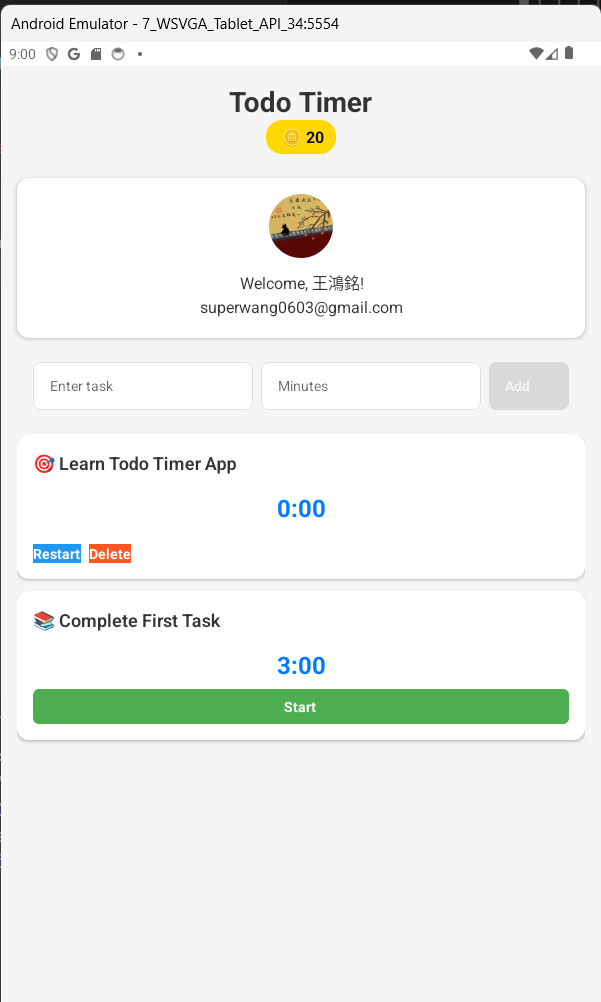 Android Emulator - 7_WSVGA_Tablet_API_34:5554
9:00
Todo Timer
20
Welcome, 王鴻銘!
superwang0603@gmail.com
Enter task Minutes Add
Learn Todo Timer App
0:00
Restart Delete
Complete First Task
3:00
Start